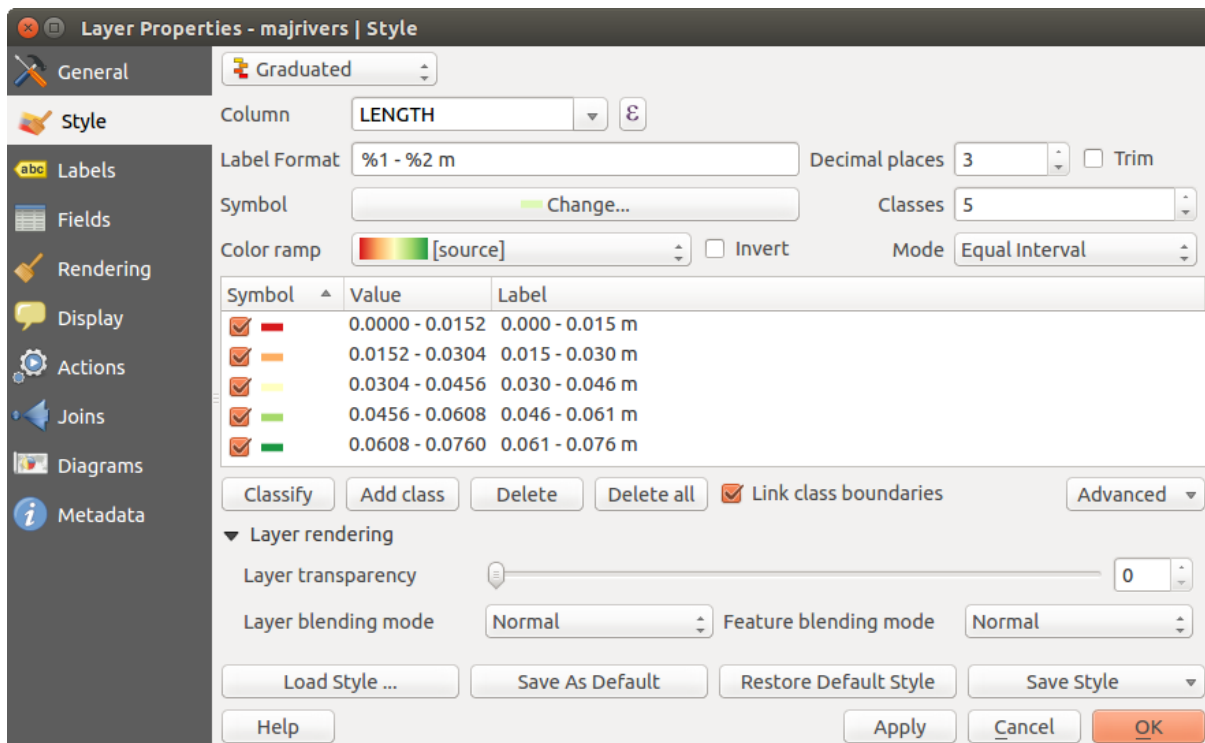 Layer Properties - majrivers | Style
General
Style
abc Labels
Fields
Rendering
Display
Actions
Joins
Diagrams
i Metadata
Graduated
Column LENGTH ε
Label Format %1 - %2 m Decimal places 3 Trim
Symbol Change... Classes 5
Color ramp [source] Invert Mode Equal Interval
Symbol Value Label
0.0000 - 0.0152 0.000 - 0.015 m
0.0152 - 0.0304 0.015 - 0.030 m
0.0304 - 0.0456 0.030 - 0.046 m
0.0456 - 0.0608 0.046 - 0.061 m
0.0608 - 0.0760 0.061 - 0.076 m
Classify Add class Delete Delete all Link class boundaries Advanced
Layer rendering
Layer transparency 0
Layer blending mode Normal Feature blending mode Normal
Load Style ... Save As Default Restore Default Style Save Style
Help Apply Cancel OK